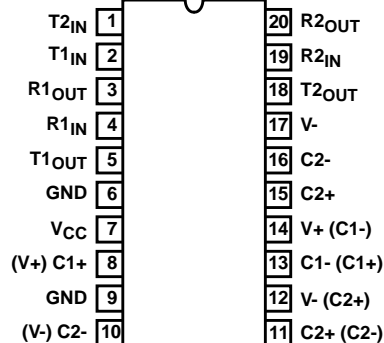 T2IN 1 20 R2OUT
T1IN 2 19 R2IN
R1OUT 3 18 T2OUT
R1IN 4 17 V-
T1OUT 5 16 C2-
GND 6 15 C2+
VCC 7 14 V+ (C1-)
(V+) C1+ 8 13 C1- (C1+)
GND 9 12 V- (C2+)
(V-) C2- 10 11 C2+ (C2-)